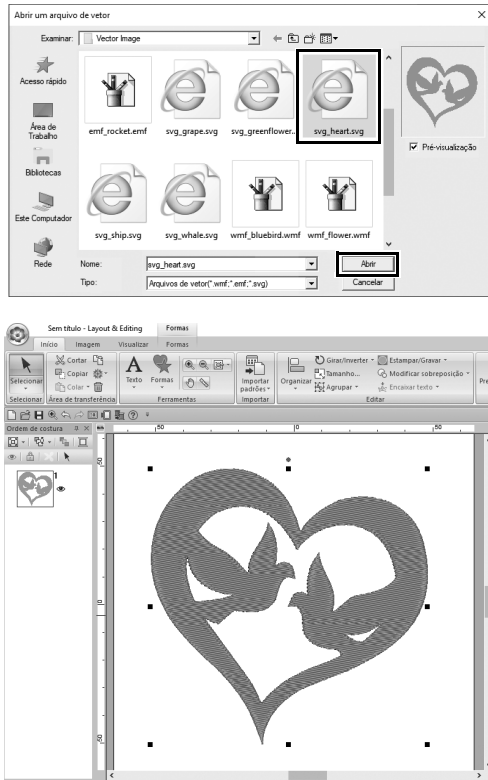 Abrir um arquivo de vetor
Examinar: Vector Image
Acesso rápido
Área de Trabalho
Bibliotecas
Este Computador
Rede
emf_rocket.emf svg_grape.svg svg_greenflower... svg_heart.svg
svg_ship.svg svg_whale.svg wmf_bluebird.wmf wmf_flower.wmf
Pré-visualização
Nome: svg_heart.svg Abrir
Tipo: Arquivos de vetor(*.wmf;*.emf;*.svg) Cancelar
Sem título - Layout & Editing Formas
Início Imagem Visualizar Formas
Selecionar
Cortar
Copiar
Colar
Texto Formas
Importar padrões
Organizar
Girar/Inverter
Tamanho...
Agrupar
Estampar/Gravar
Modificar sobreposição
Encaixar texto
Pre
Selecionar Área de transferência Ferramentas Importar Editar
Ordem de costura
50 0 50
1
50
0
50